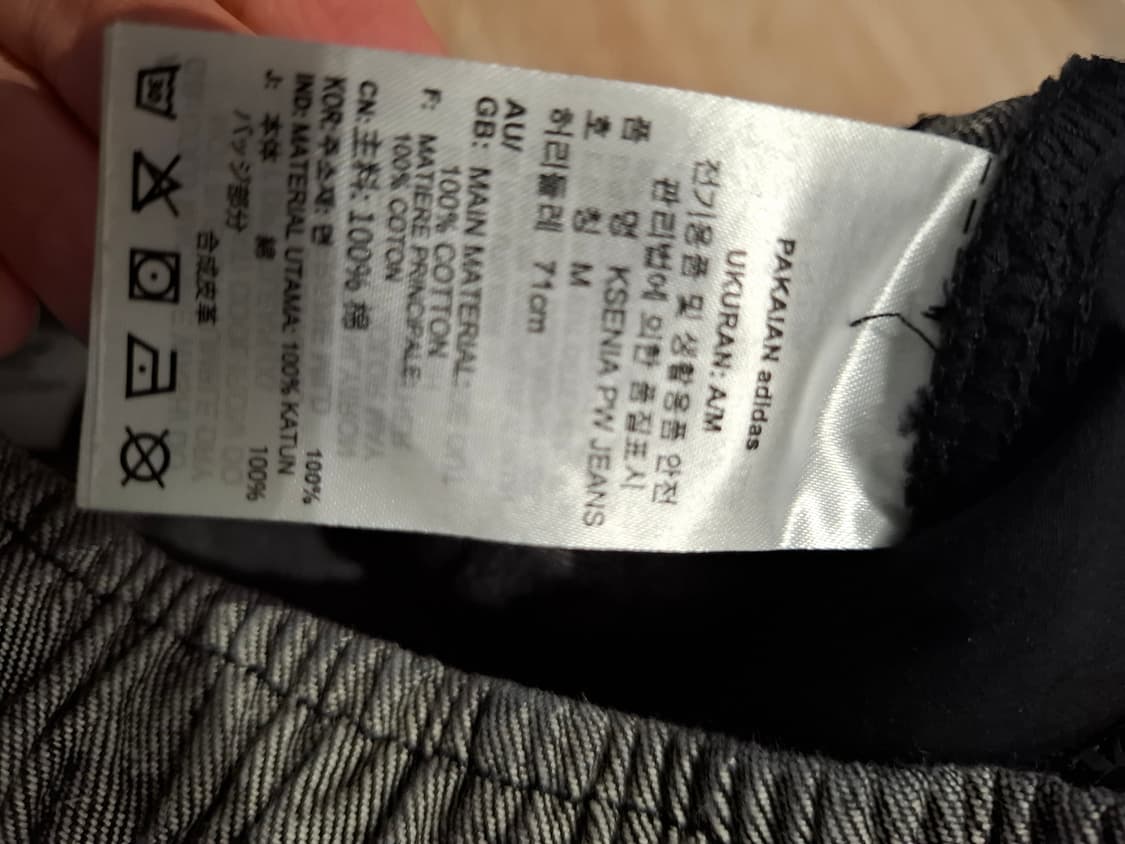 PAKAIAN adidas
UKURAN: A/M
전기용품 및 생활용품 안전
관리법에 의한 품질표시
품 명 KSENIA PW JEANS
호 칭 M
허리둘레 71cm
AU/
GB: MAIN MATERIAL:
100% COTTON
F: MATIERE PRINCIPALE:
100% COTON
CN: 主料: 100% 棉
KOR: 주소재: 면 100%
IND: MATERIAL UTAMA: 100% KATUN
J: 本体 綿 100%
バッジ部分
合成皮革
30